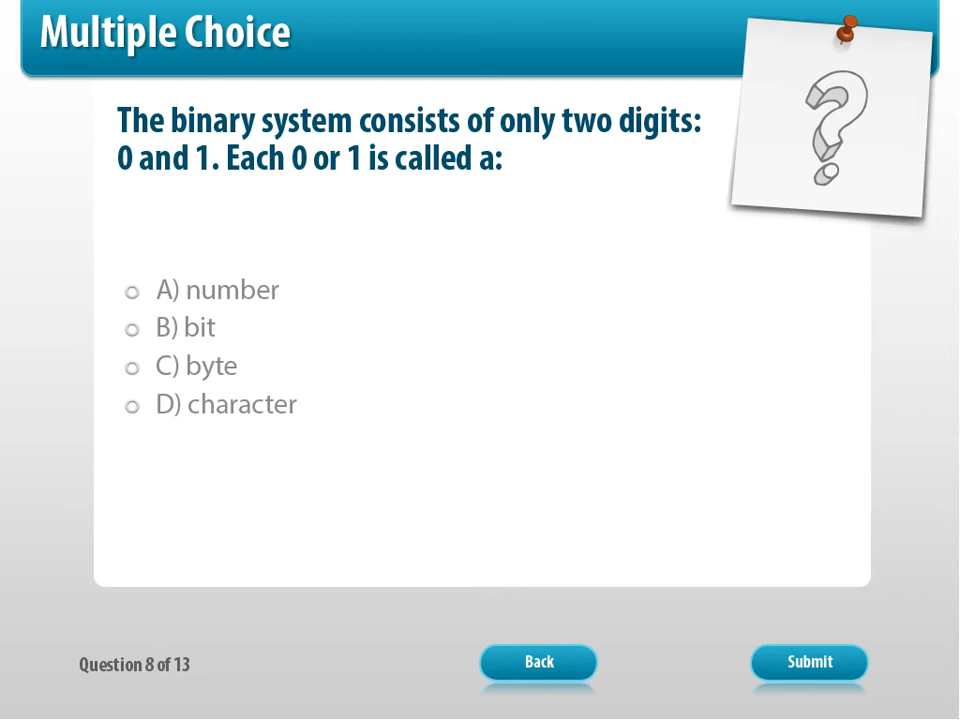 Multiple Choice
The binary system consists of only two digits:
0 and 1. Each 0 or 1 is called a:
A) number
B) bit
C) byte
D) character
Question 8 of 13
Back
Submit